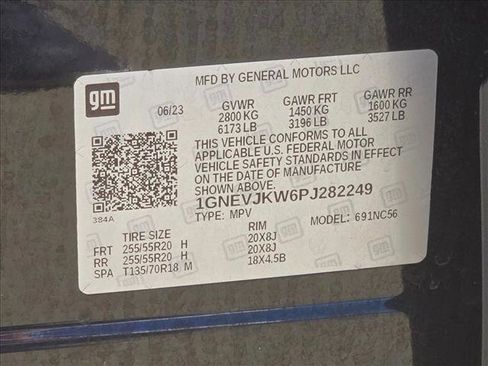 MFD BY GENERAL MOTORS LLC
gm
06/23 GVWR GAWR FRT GAWR RR
2800 KG 1450 KG 1600 KG
6173 LB 3196 LB 3527 LB
THIS VEHICLE CONFORMS TO ALL
APPLICABLE U.S. FEDERAL MOTOR
VEHICLE SAFETY STANDARDS IN EFFECT
ON THE DATE OF MANUFACTURE
SHOWN ABOVE.
384A
1GNEVJKW6PJ282249
TYPE: MPV MODEL: 691NC56
TIRE SIZE RIM
FRT 255/55R20 H 20X8J
RR 255/55R20 H 20X8J
SPA T135/70R18 M 18X4.5B